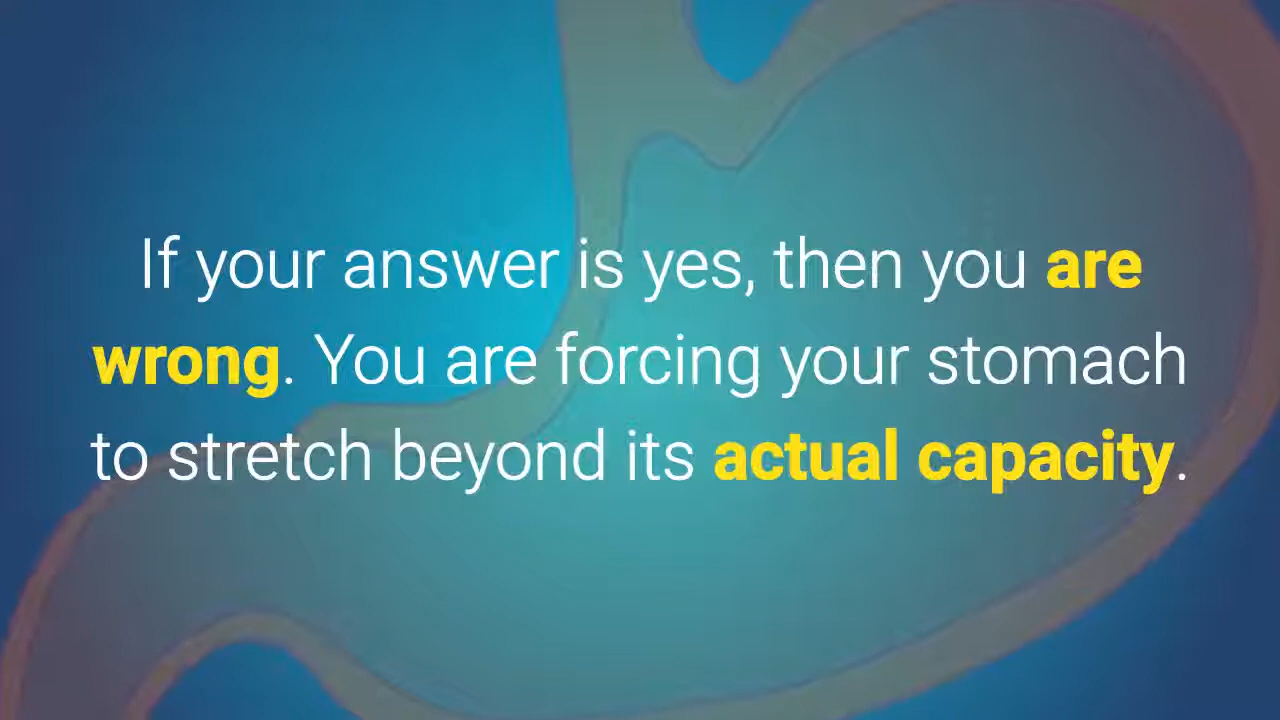 If your answer is yes, then you are
wrong. You are forcing your stomach
to stretch beyond its actual capacity.